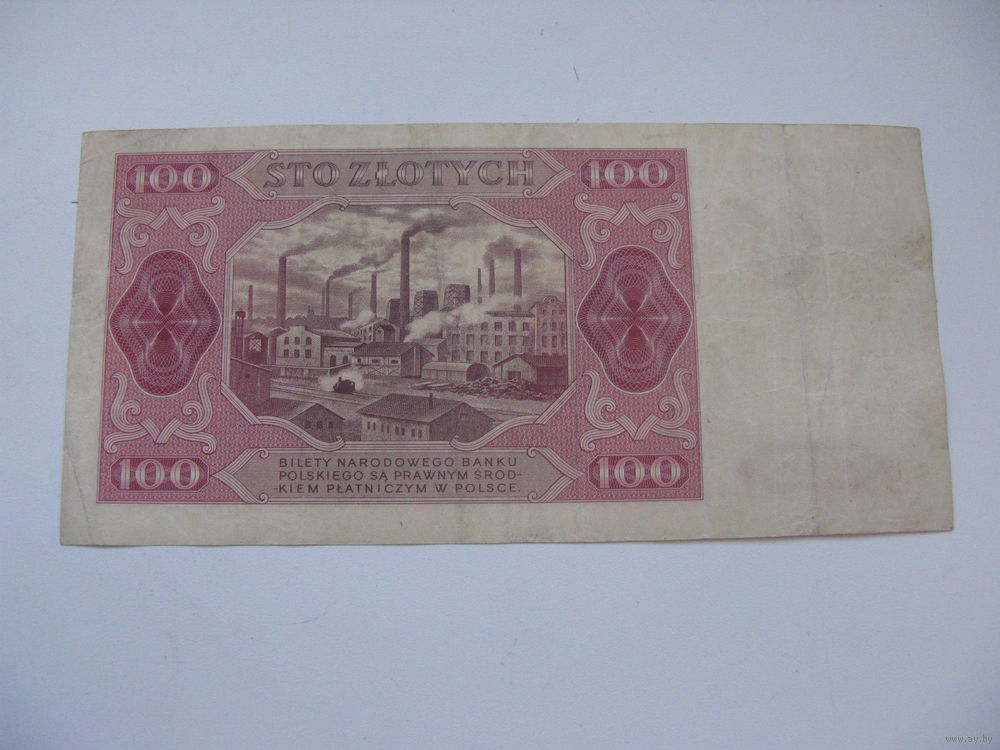 100 STO ZŁOTYCH 100
100 BILETY NARODOWEGO BANKU 100
POLSKIEGO SĄ PRAWNYM ŚROD-
-KIEM PŁATNICZYM W POLSCE.
www.ay.by